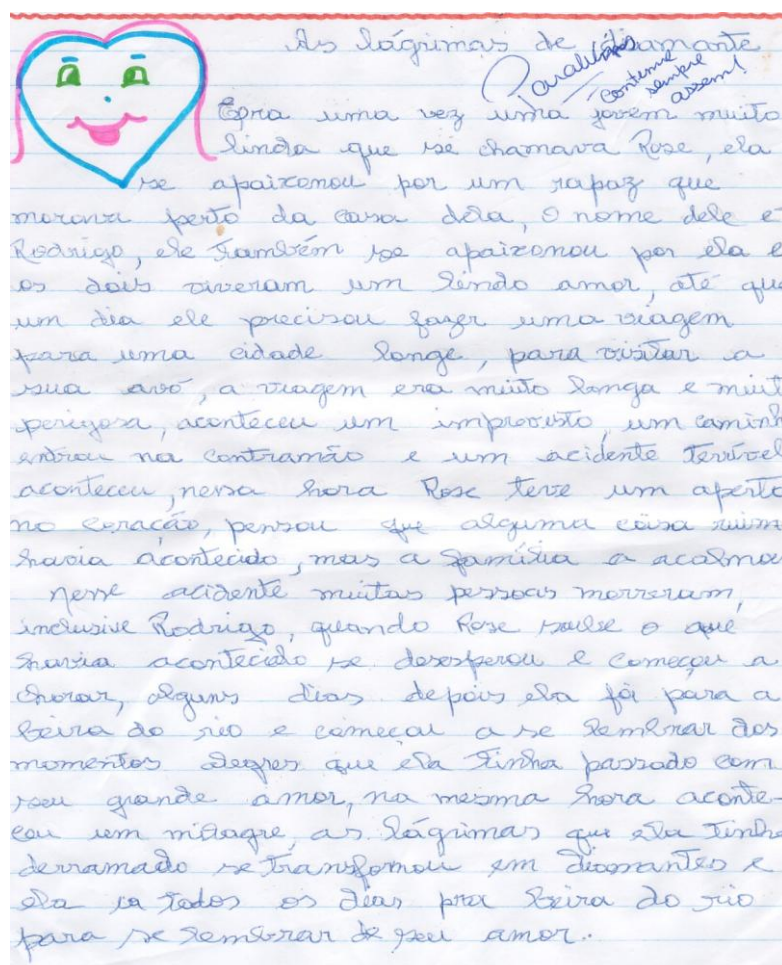 As lágrimas de diamante
Parabéns
continue
sempre
assim!
Era uma vez uma jovem muito
linda que se chamava Rose, ela
se apaixonou por um rapaz que
morava perto da casa dela, o nome dele e
Rodrigo, ele também se apaixonou por ela e
os dois viveram um lindo amor, até que
um dia ele precisou fazer uma viagem
para uma cidade longe, para visitar a
sua avó, a viagem era muito longa e muit
perigosa, aconteceu um improvisto, um caminh
entrou na contramão e um acidente terrível
aconteceu, nessa hora Rose teve um aperto
no coração, pensou que alguma coisa ruim
havia acontecido, mas a família a acalmou
nesse acidente muitas pessoas morreram,
inclusive Rodrigo, quando Rose soube o que
havia acontecido se desesperou e começou a
chorar, alguns dias depois ela foi para a
beira do rio e começou a se lembrar dos
momentos alegres que ela tinha passado com
seu grande amor, na mesma hora aconte-
ceu um milagre, as lágrimas que ela tinha
derramado se transfomou em diamantes e
ela ia todos os dias pra beira do rio
para se lembrar de seu amor.